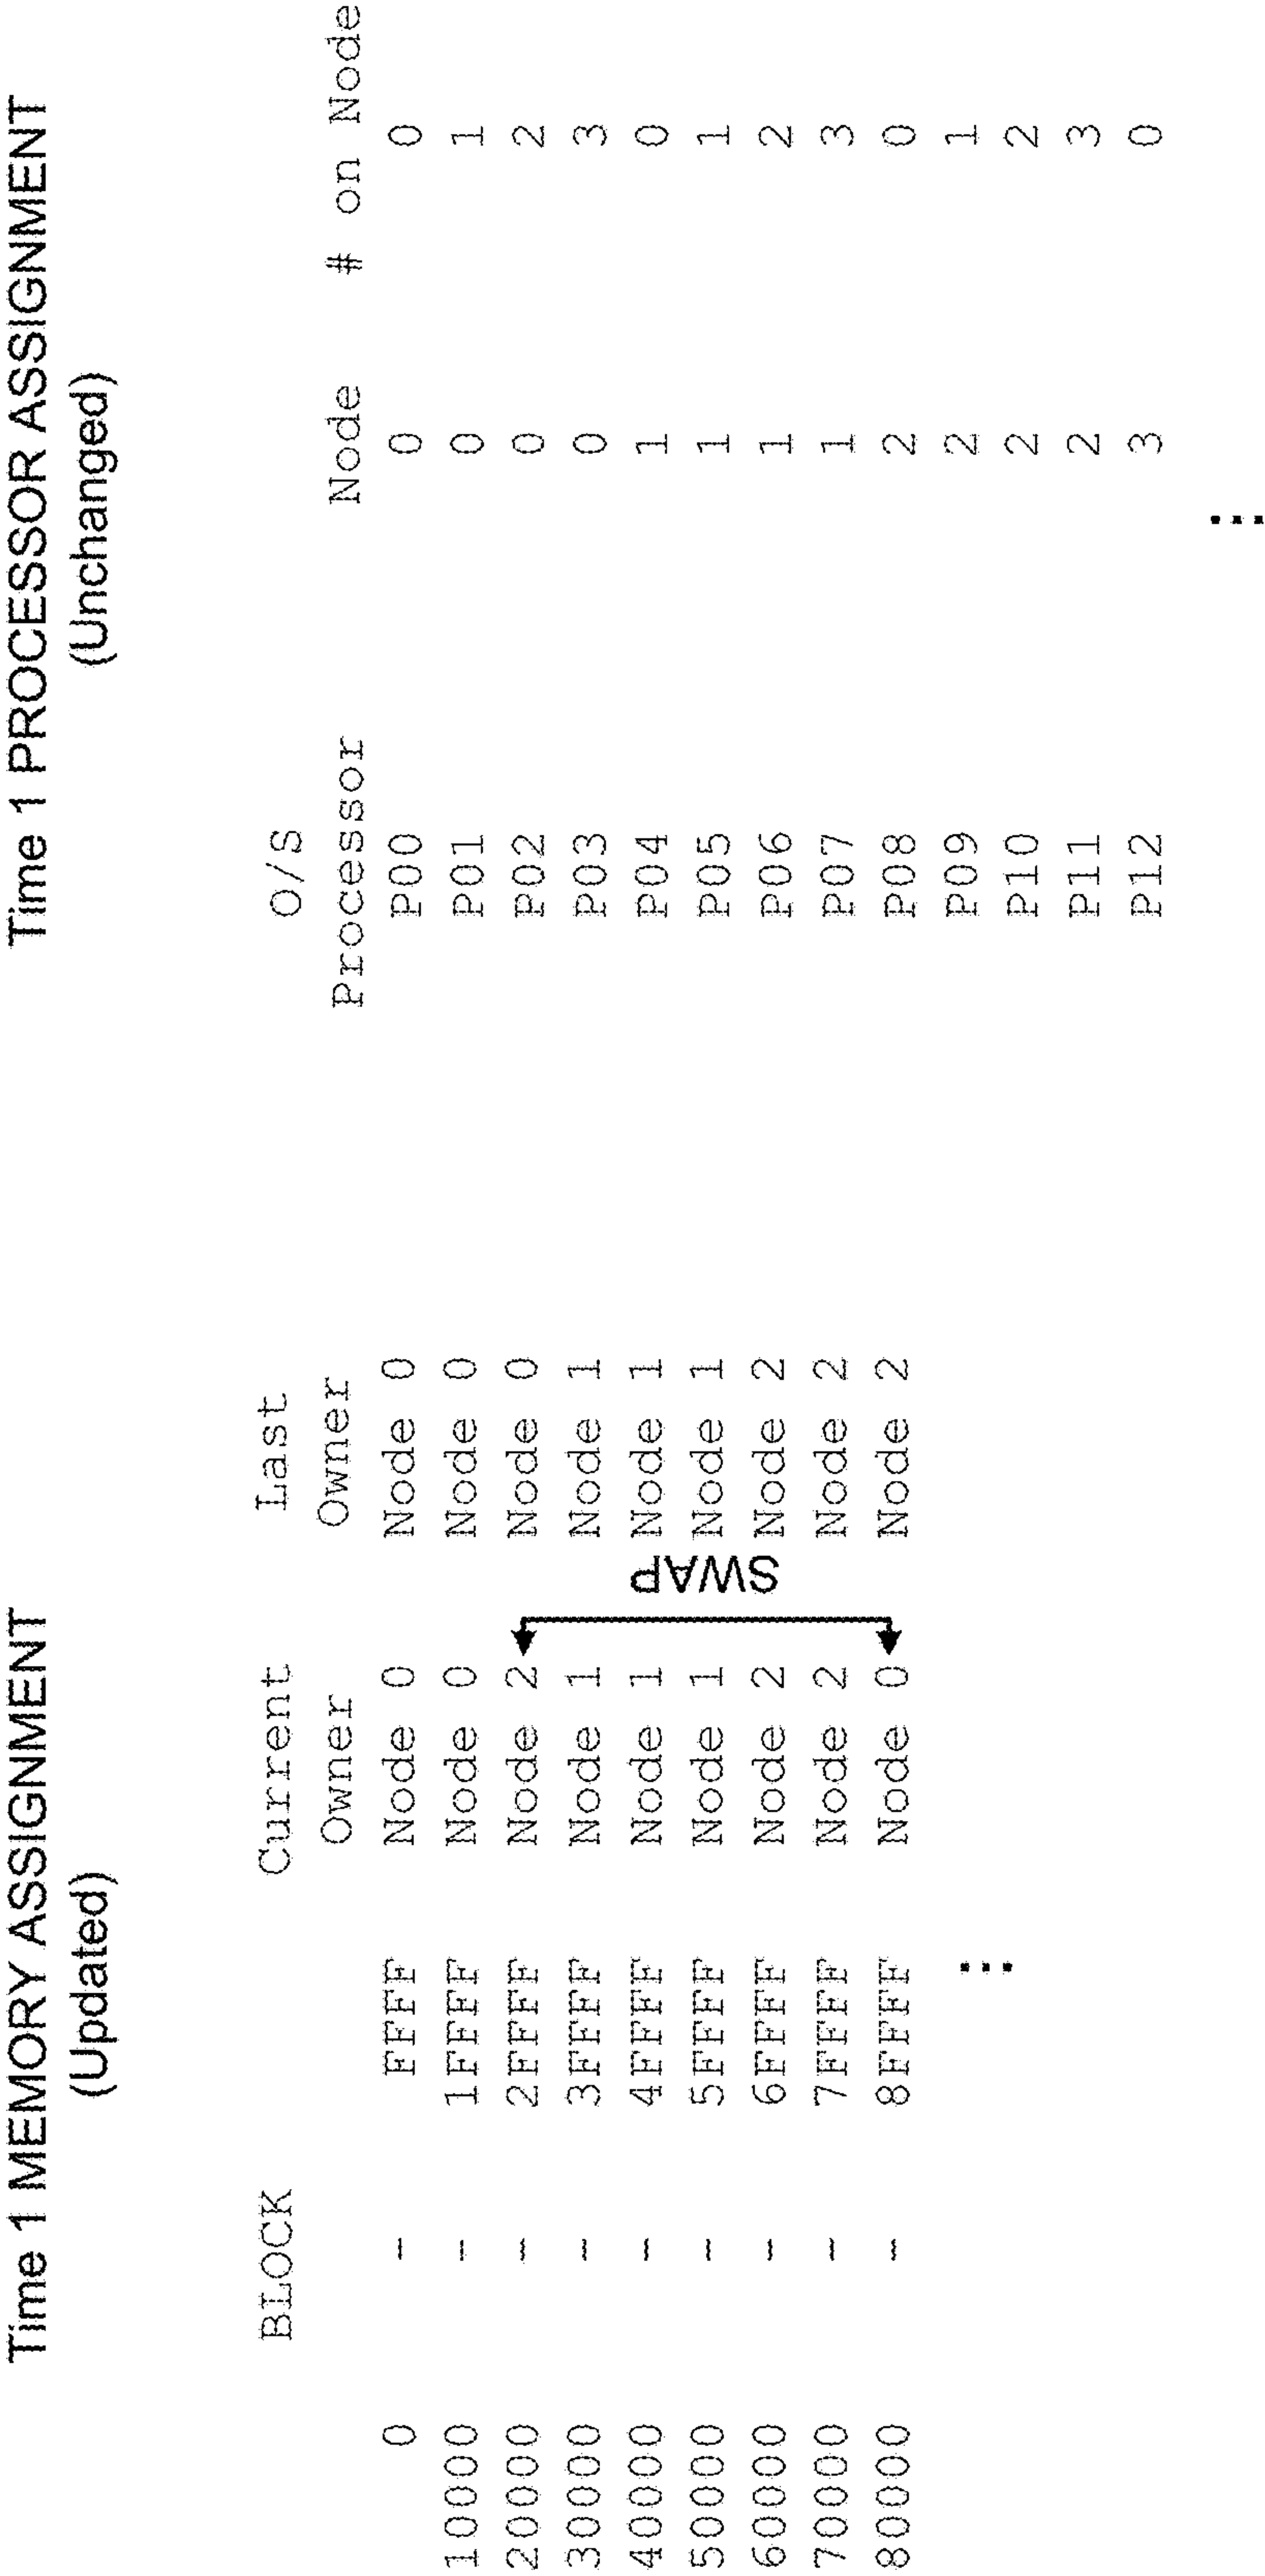 Time 1 MEMORY ASSIGNMENT
(Updated)
BLOCK Current Last
Owner Owner
0 - FFFF Node 0 Node 0
10000 - 1FFFF Node 0 Node 0
20000 - 2FFFF Node 2 Node 0
30000 - 3FFFF Node 1 Node 1
40000 - 4FFFF Node 1 Node 1
50000 - 5FFFF Node 1 Node 1
60000 - 6FFFF Node 2 Node 2
70000 - 7FFFF Node 2 Node 2
80000 - 8FFFF Node 0 Node 2
...
SWAP
Time 1 PROCESSOR ASSIGNMENT
(Unchanged)
O/S
Processor Node # on Node
P00 0 0
P01 0 1
P02 0 2
P03 0 3
P04 1 0
P05 1 1
P06 1 2
P07 1 3
P08 2 0
P09 2 1
P10 2 2
P11 2 3
P12 3 0
...